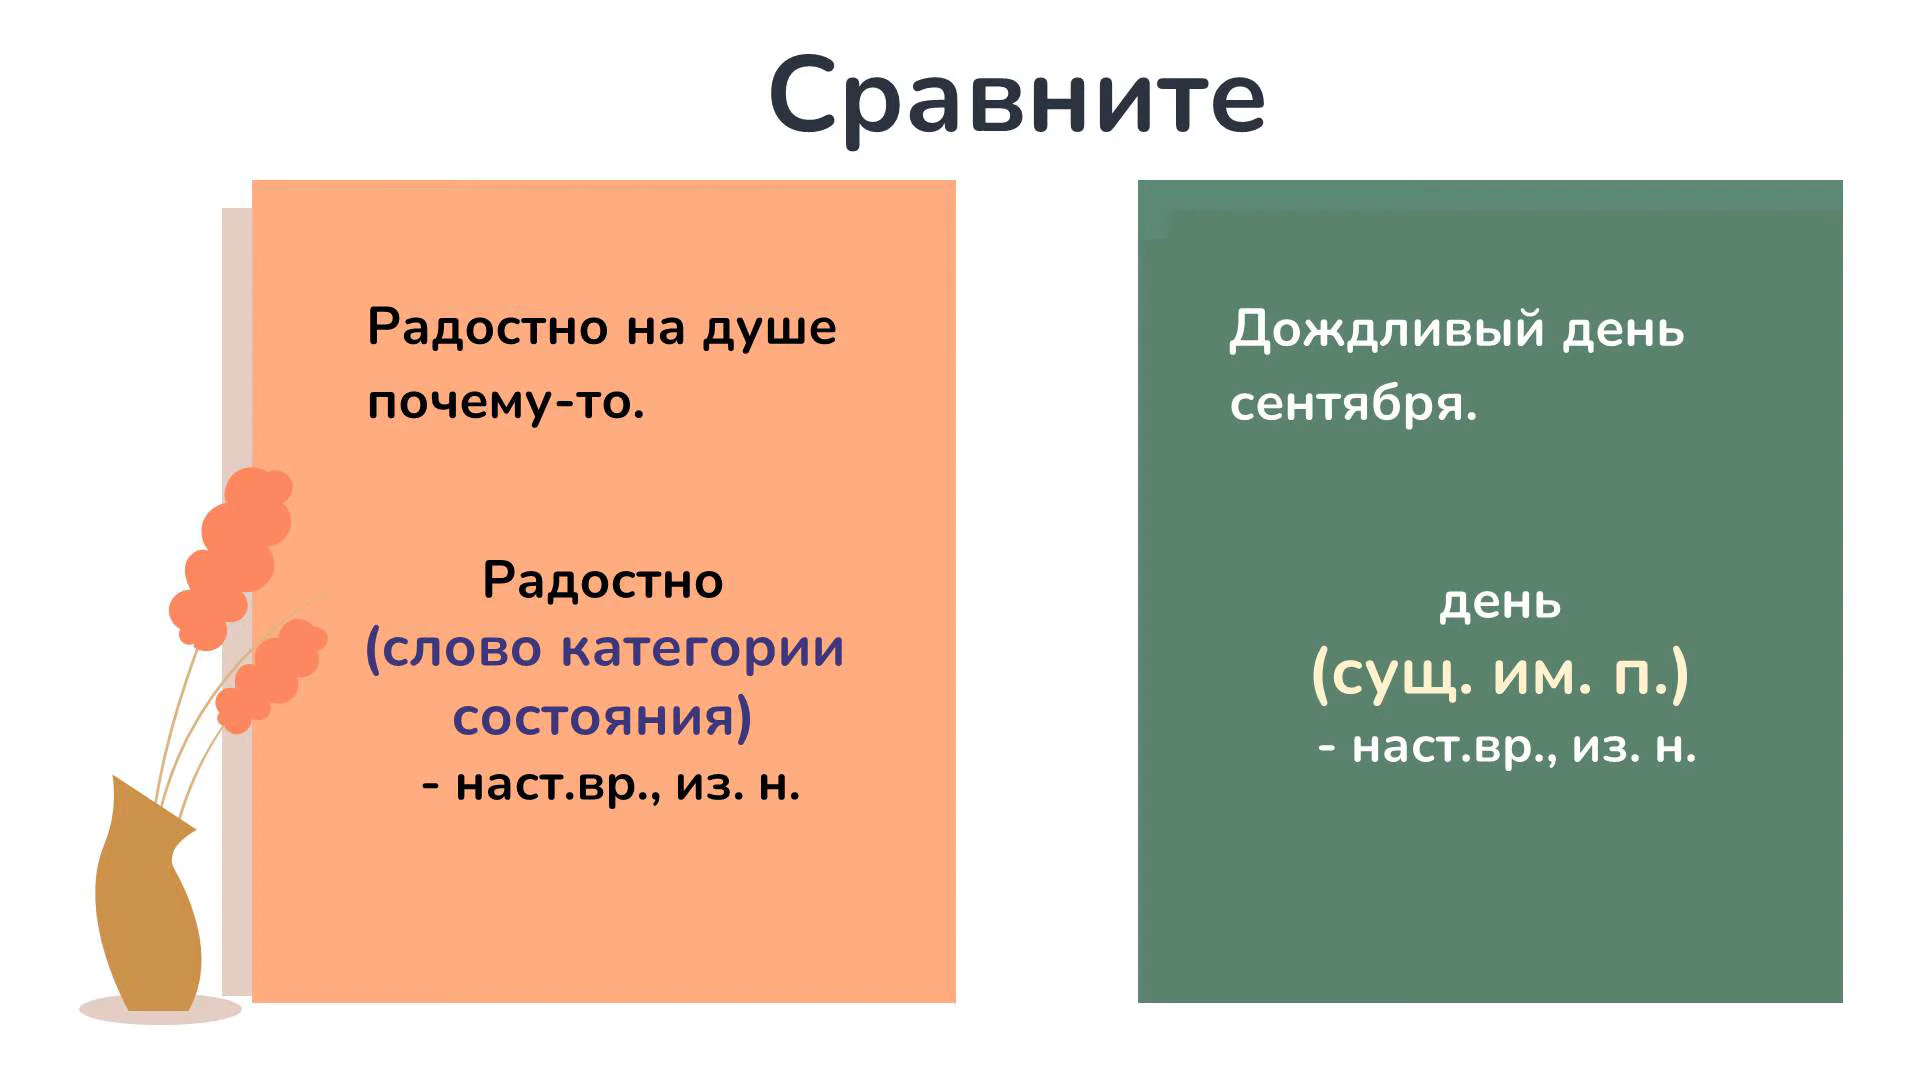 Сравните
Радостно на душе
почему-то.
Радостно
(слово категории
состояния)
- наст.вр., из. н.
Дождливый день
сентября.
день
(сущ. им. п.)
- наст.вр., из. н.